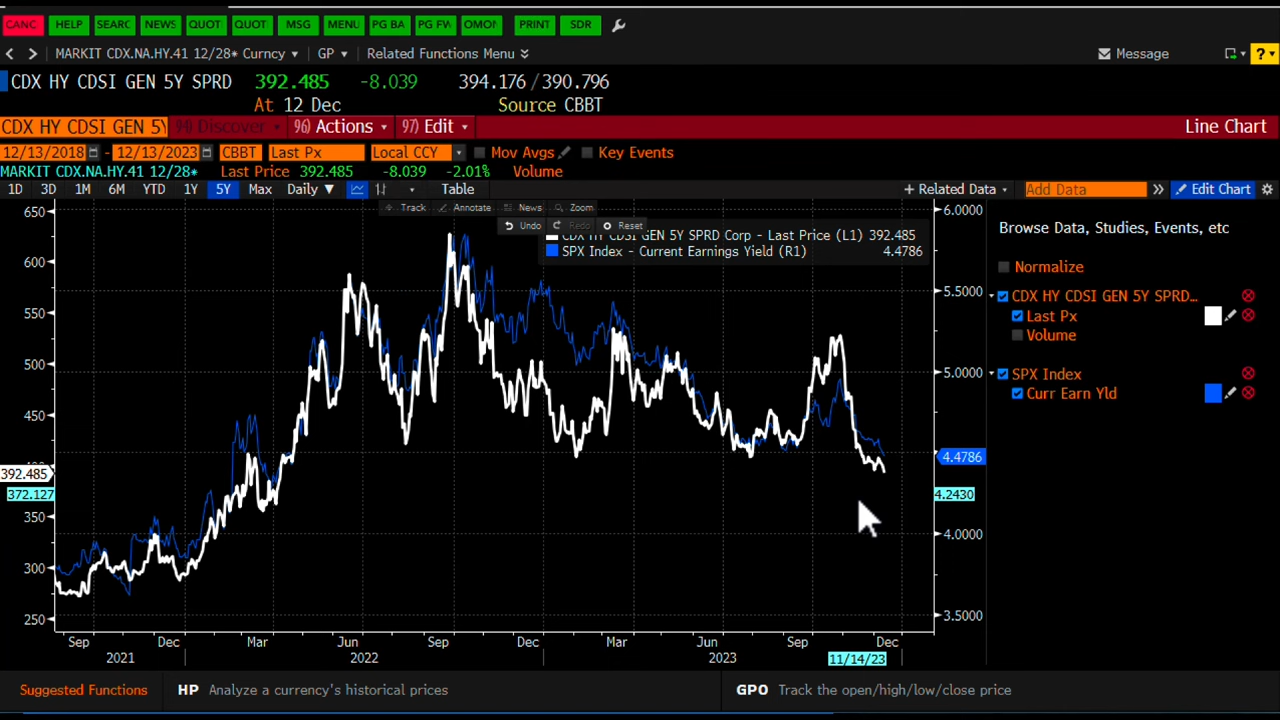 CANC HELP SEARC NEWS QUOT QUOT MSG MENU PG BA PG FW OMON PRINT SDR
MARKIT CDX.NA.HY.41 12/28* Curncy GP Related Functions Menu Message ?
CDX HY CDSI GEN 5Y SPRD 392.485 -8.039 394.176/390.796
At 12 Dec Source CBBT
CDX HY CDSI GEN 5Y 94) Discover 96) Actions 97) Edit Line Chart
12/13/2018 - 12/13/2023 CBBT Last Px Local CCY Mov Avgs Key Events
MARKIT CDX.NA.HY.41 12/28* Last Price 392.485 -8.039 -2.01% Volume
1D 3D 1M 6M YTD 1Y 5Y Max Daily ▼ Table + Related Data Add Data » Edit Chart
Track Annotate News Zoom
Undo Redo Reset
CDX HY CDSI GEN 5Y SPRD Corp - Last Price (L1) 392.485
SPX Index - Current Earnings Yield (R1) 4.4786
650
600
550
500
450
392.485
372.127
350
300
250
6.0000
5.5000
5.0000
4.4786
4.2430
4.0000
3.5000
Browse Data, Studies, Events, etc
Normalize
CDX HY CDSI GEN 5Y SPRD...
Last Px
Volume
SPX Index
Curr Earn Yld
Sep Dec Mar Jun Sep Dec Mar Jun Sep Dec
2021 2022 2023 11/14/23
Suggested Functions HP Analyze a currency's historical prices GPO Track the open/high/low/close price